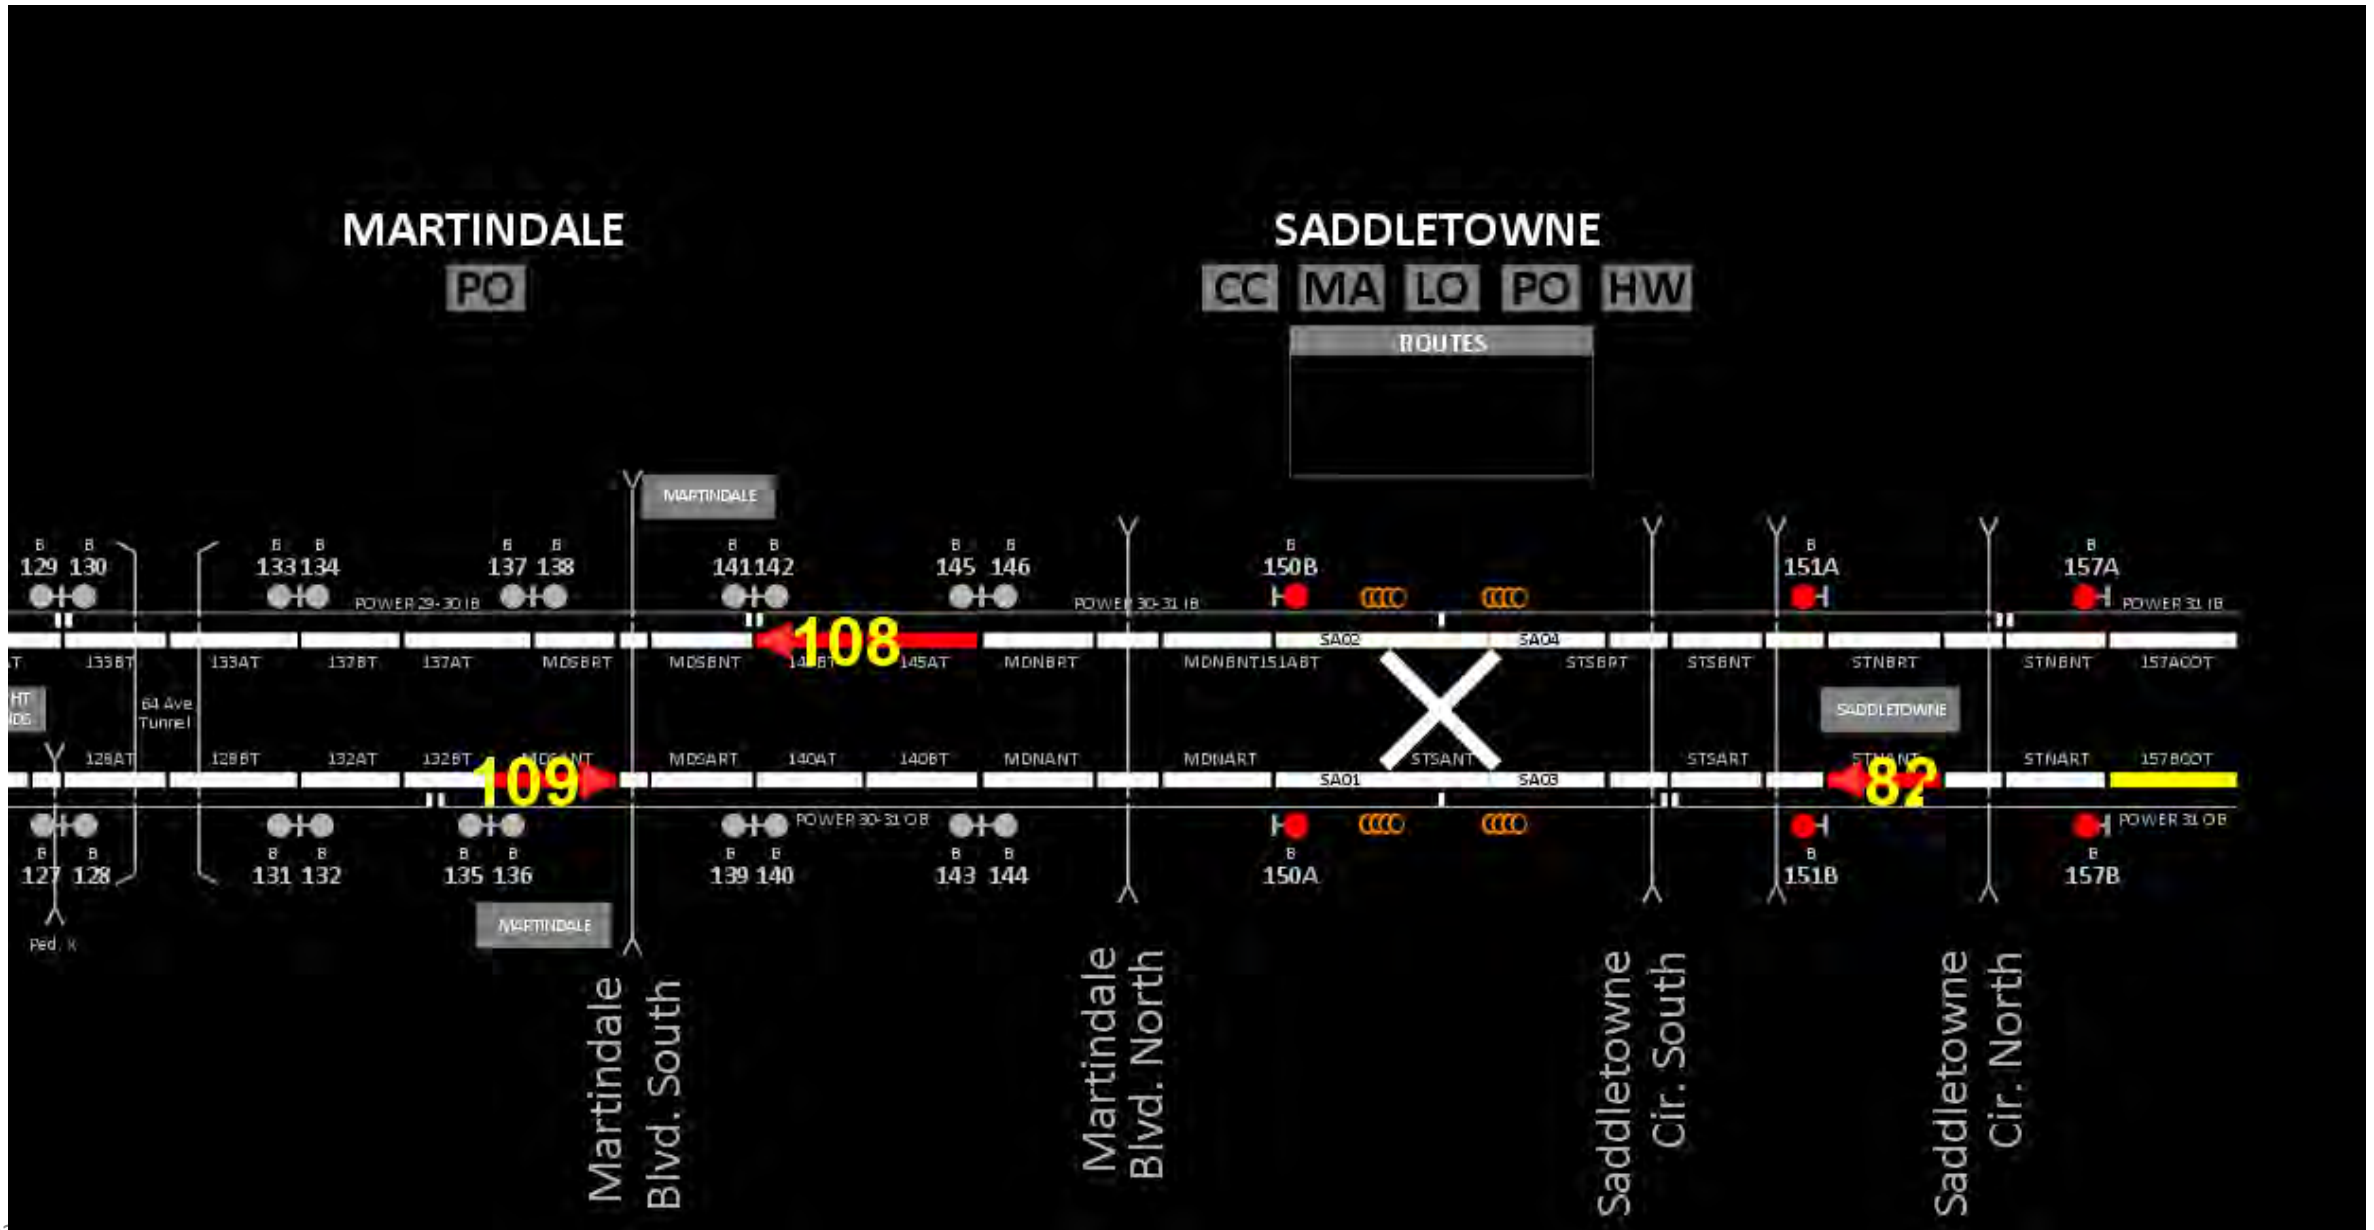 MARTINDALE SADDLETOWNE
PO CC MA LO PO HW
ROUTES
MARTINDALE
B B B B B B B B B B B B B
129 130 133 134 137 138 141 142 145 146 150B 151A 157A
POWER 29-30 IB POWER 30-31 IB POWER 31 IB
108
SA02 SA04
133BT 133AT 137BT 137AT MDSBRT MDSBNT 145AT MDNBRT MDNBNT 151ABT STSBRT STSBNT STNBRT STNBNT 157ACOT
64 Ave
Tunnel
SADDLETOWNE
128AT 128BT 132AT 132BT MDSANT MDSART 140AT 140BT MDNANT MDNART STSANT STSART STNANT STNART 157BCOT
109 82
SA01 SA03
POWER 30-31 OB POWER 31 OB
B B B B B B B B B B B B B
127 128 131 132 135 136 139 140 143 144 150A 151B 157B
MARTINDALE
Ped. X
Martindale
Blvd. South
Martindale
Blvd. North
Saddletowne
Cir. South
Saddletowne
Cir. North